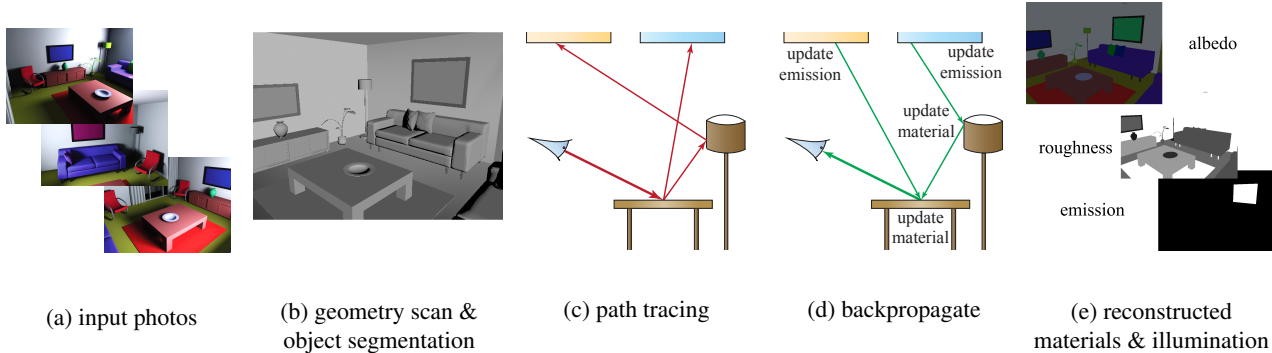 update
emission
update
emission
update
material
update
material
albedo
roughness
emission
(a) input photos
(b) geometry scan &
object segmentation
(c) path tracing
(d) backpropagate
(e) reconstructed
materials & illumination